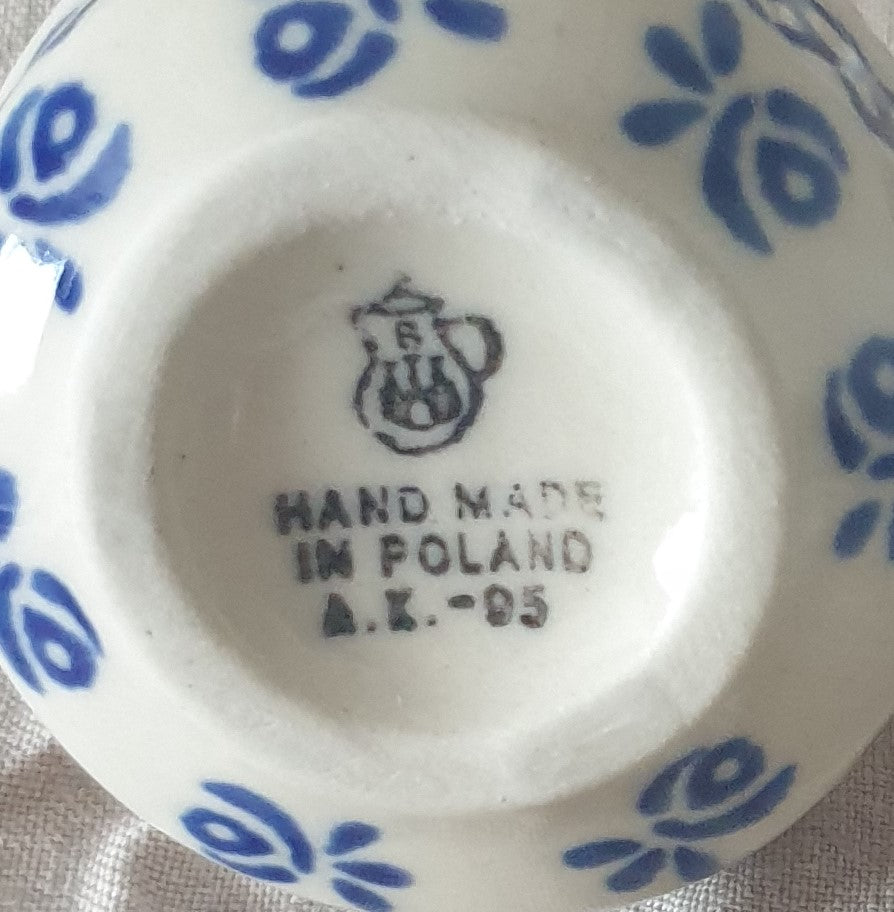 B
HAND MADE
IN POLAND
A.K.-95